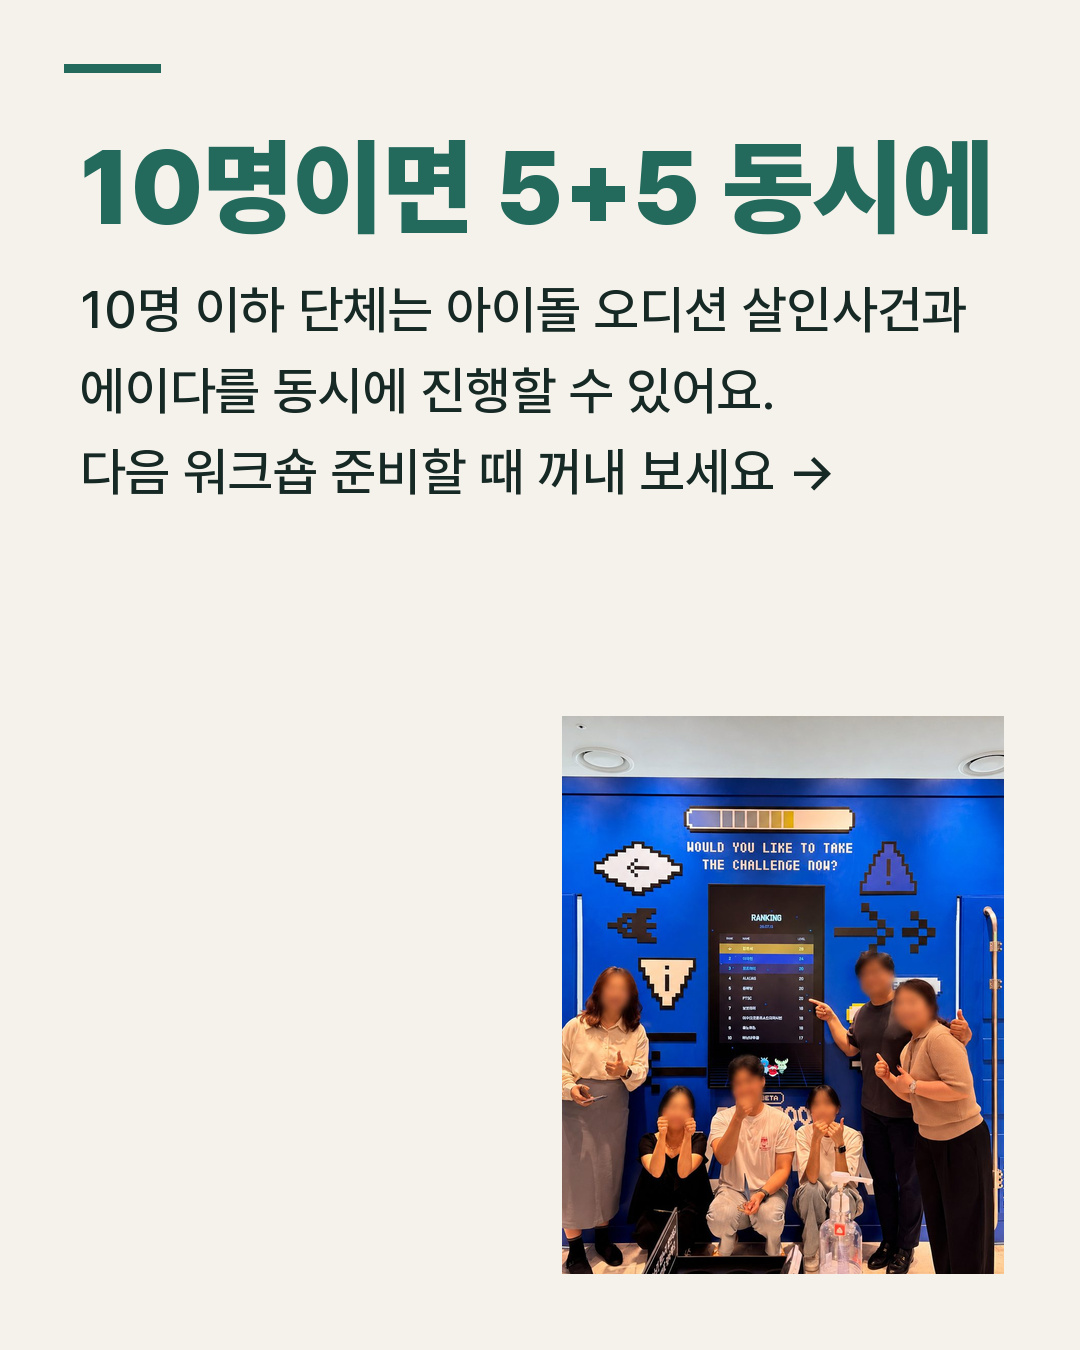 10명이면 5+5 동시에
10명 이하 단체는 아이돌 오디션 살인사건과
에이다를 동시에 진행할 수 있어요.
다음 워크숍 준비할 때 꺼내 보세요 →
WOULD YOU LIKE TO TAKE
THE CHALLENGE NOW?
RANKING
BETA